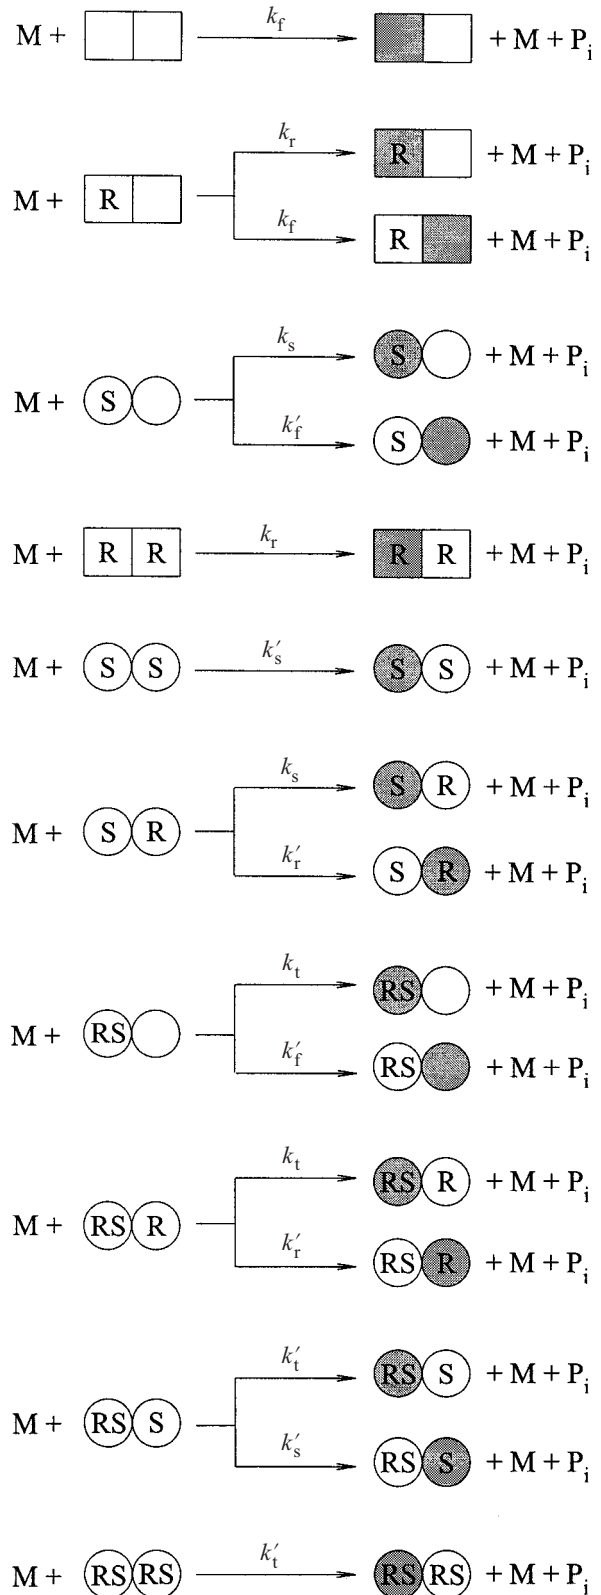 M + k_f + M + P_i
k_r R + M + P_i
M + R
k_f R + M + P_i
k_s S + M + P_i
M + S
k′_f S + M + P_i
M + R R k_r R R + M + P_i
M + S S k′_s S S + M + P_i
k_s S R + M + P_i
M + S R
k′_r S R + M + P_i
k_t RS + M + P_i
M + RS
k′_f RS + M + P_i
k_t RS R + M + P_i
M + RS R
k′_r RS R + M + P_i
k′_t RS S + M + P_i
M + RS S
k′_s RS S + M + P_i
M + RS RS k′_t RS RS + M + P_i